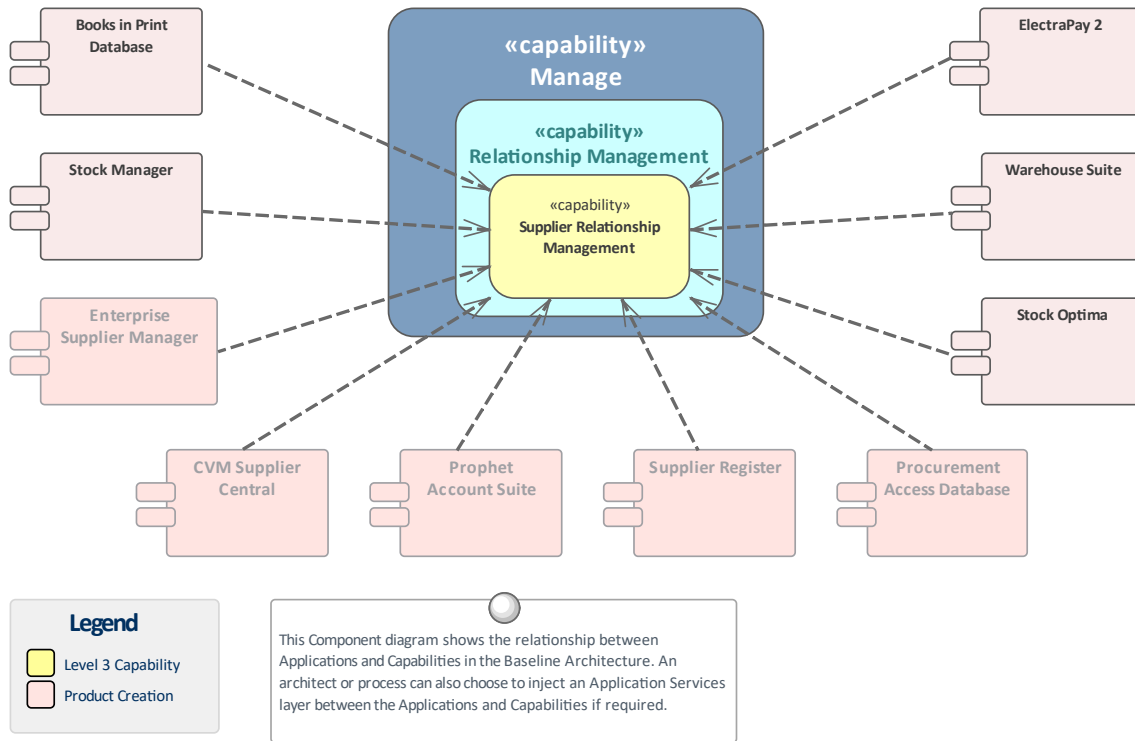 Books in Print
Database
«capability»
Manage
ElectraPay 2
«capability»
Relationship Management
Stock Manager
Warehouse Suite
«capability»
Supplier Relationship
Management
Enterprise
Supplier Manager
Stock Optima
CVM Supplier
Central
Prophet
Account Suite
Supplier Register
Procurement
Access Database
Legend
Level 3 Capability
Product Creation
This Component diagram shows the relationship between
Applications and Capabilities in the Baseline Architecture. An
architect or process can also choose to inject an Application Services
layer between the Applications and Capabilities if required.